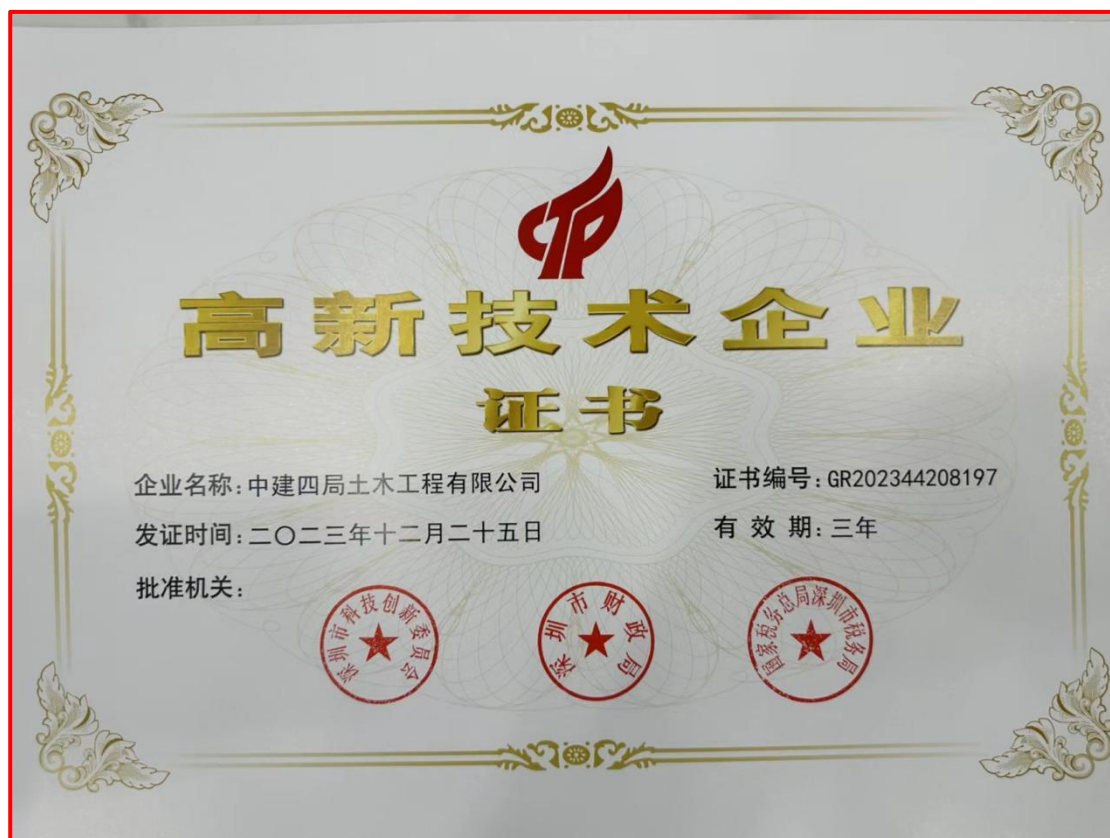 CTP
高新技术企业
证书
企业名称:中建四局土木工程有限公司
证书编号:GR202344208197
发证时间:二〇二三年十二月二十五日
有效期:三年
批准机关:
深圳市科技创新委员会
深圳市财政局
国家税务总局深圳市税务局